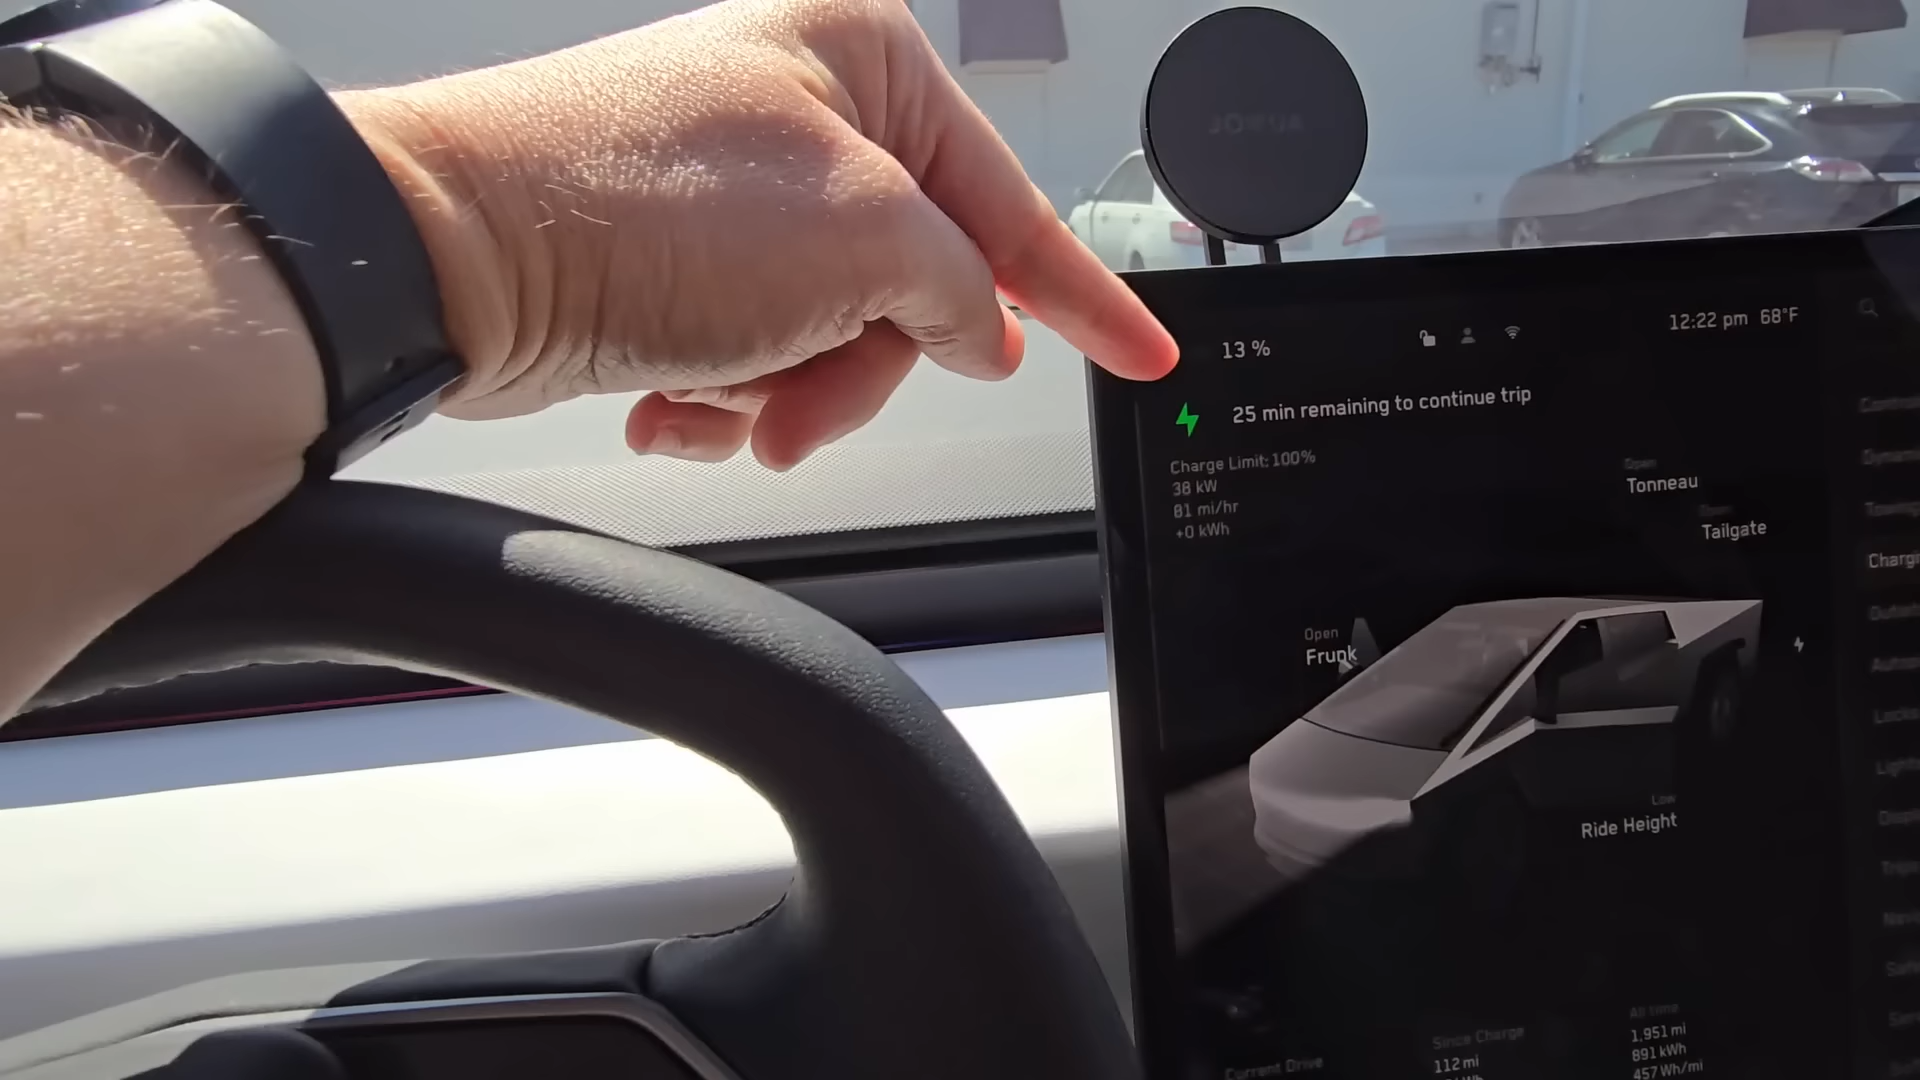 13 %
12:22 pm 68°F
25 min remaining to continue trip
Charge Limit: 100%
38 kW
81 mi/hr
+0 kWh
Open
Tonneau
Open
Tailgate
Open
Frunk
Low
Ride Height
Current Drive
Since Charge
112 mi
All time
1,951 mi
891 kWh
457 Wh/mi